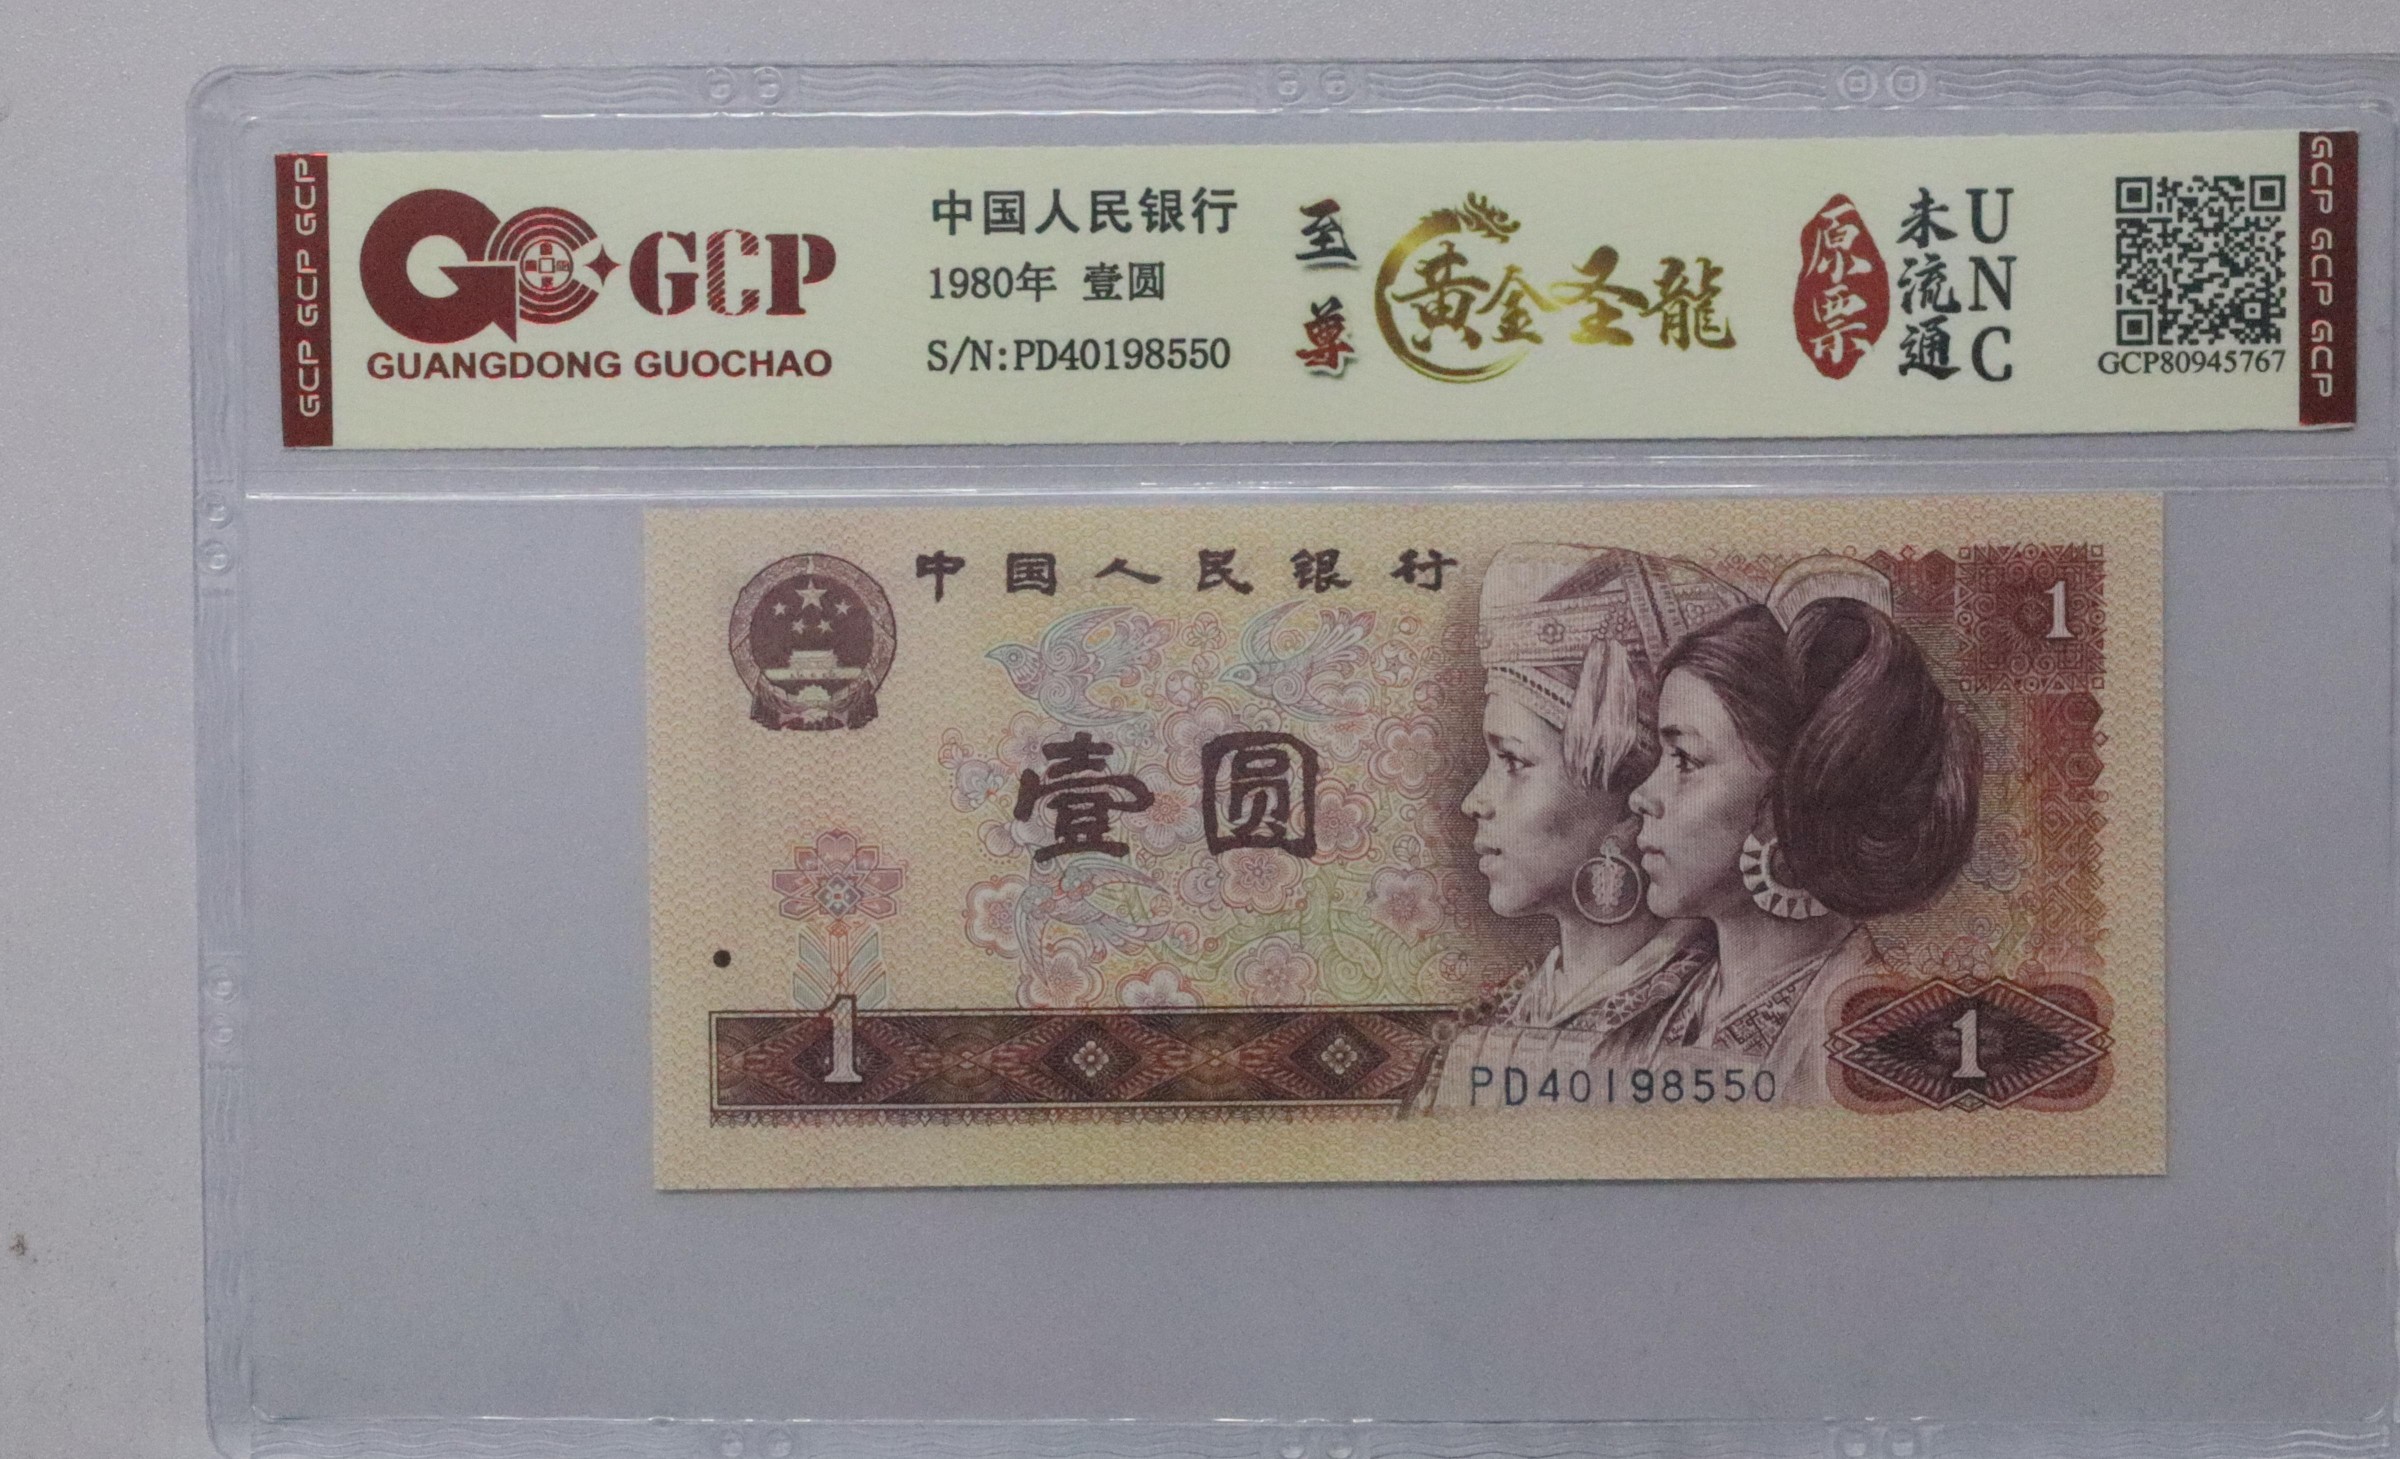 GCP GCP GCP
GCP
GUANGDONG GUOCHAO
中国人民银行
1980年 壹圆
S/N:PD40198550
至尊
黄金圣龍
原票
未流通
UNC
GCP80945767
GCP GCP GCP
中国人民银行
1
壹圆
1
PD40198550
1